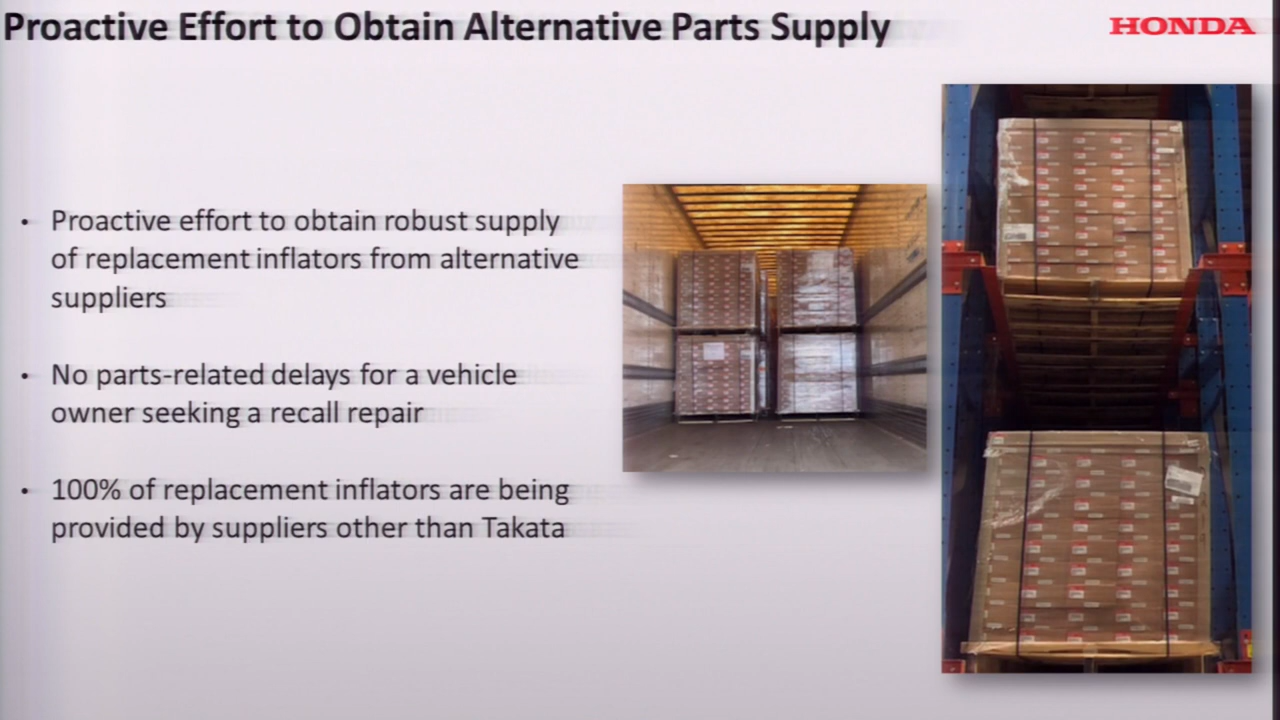 Proactive Effort to Obtain Alternative Parts Supply
HONDA
• Proactive effort to obtain robust supply
of replacement inflators from alternative
suppliers
• No parts-related delays for a vehicle
owner seeking a recall repair
• 100% of replacement inflators are being
provided by suppliers other than Takata